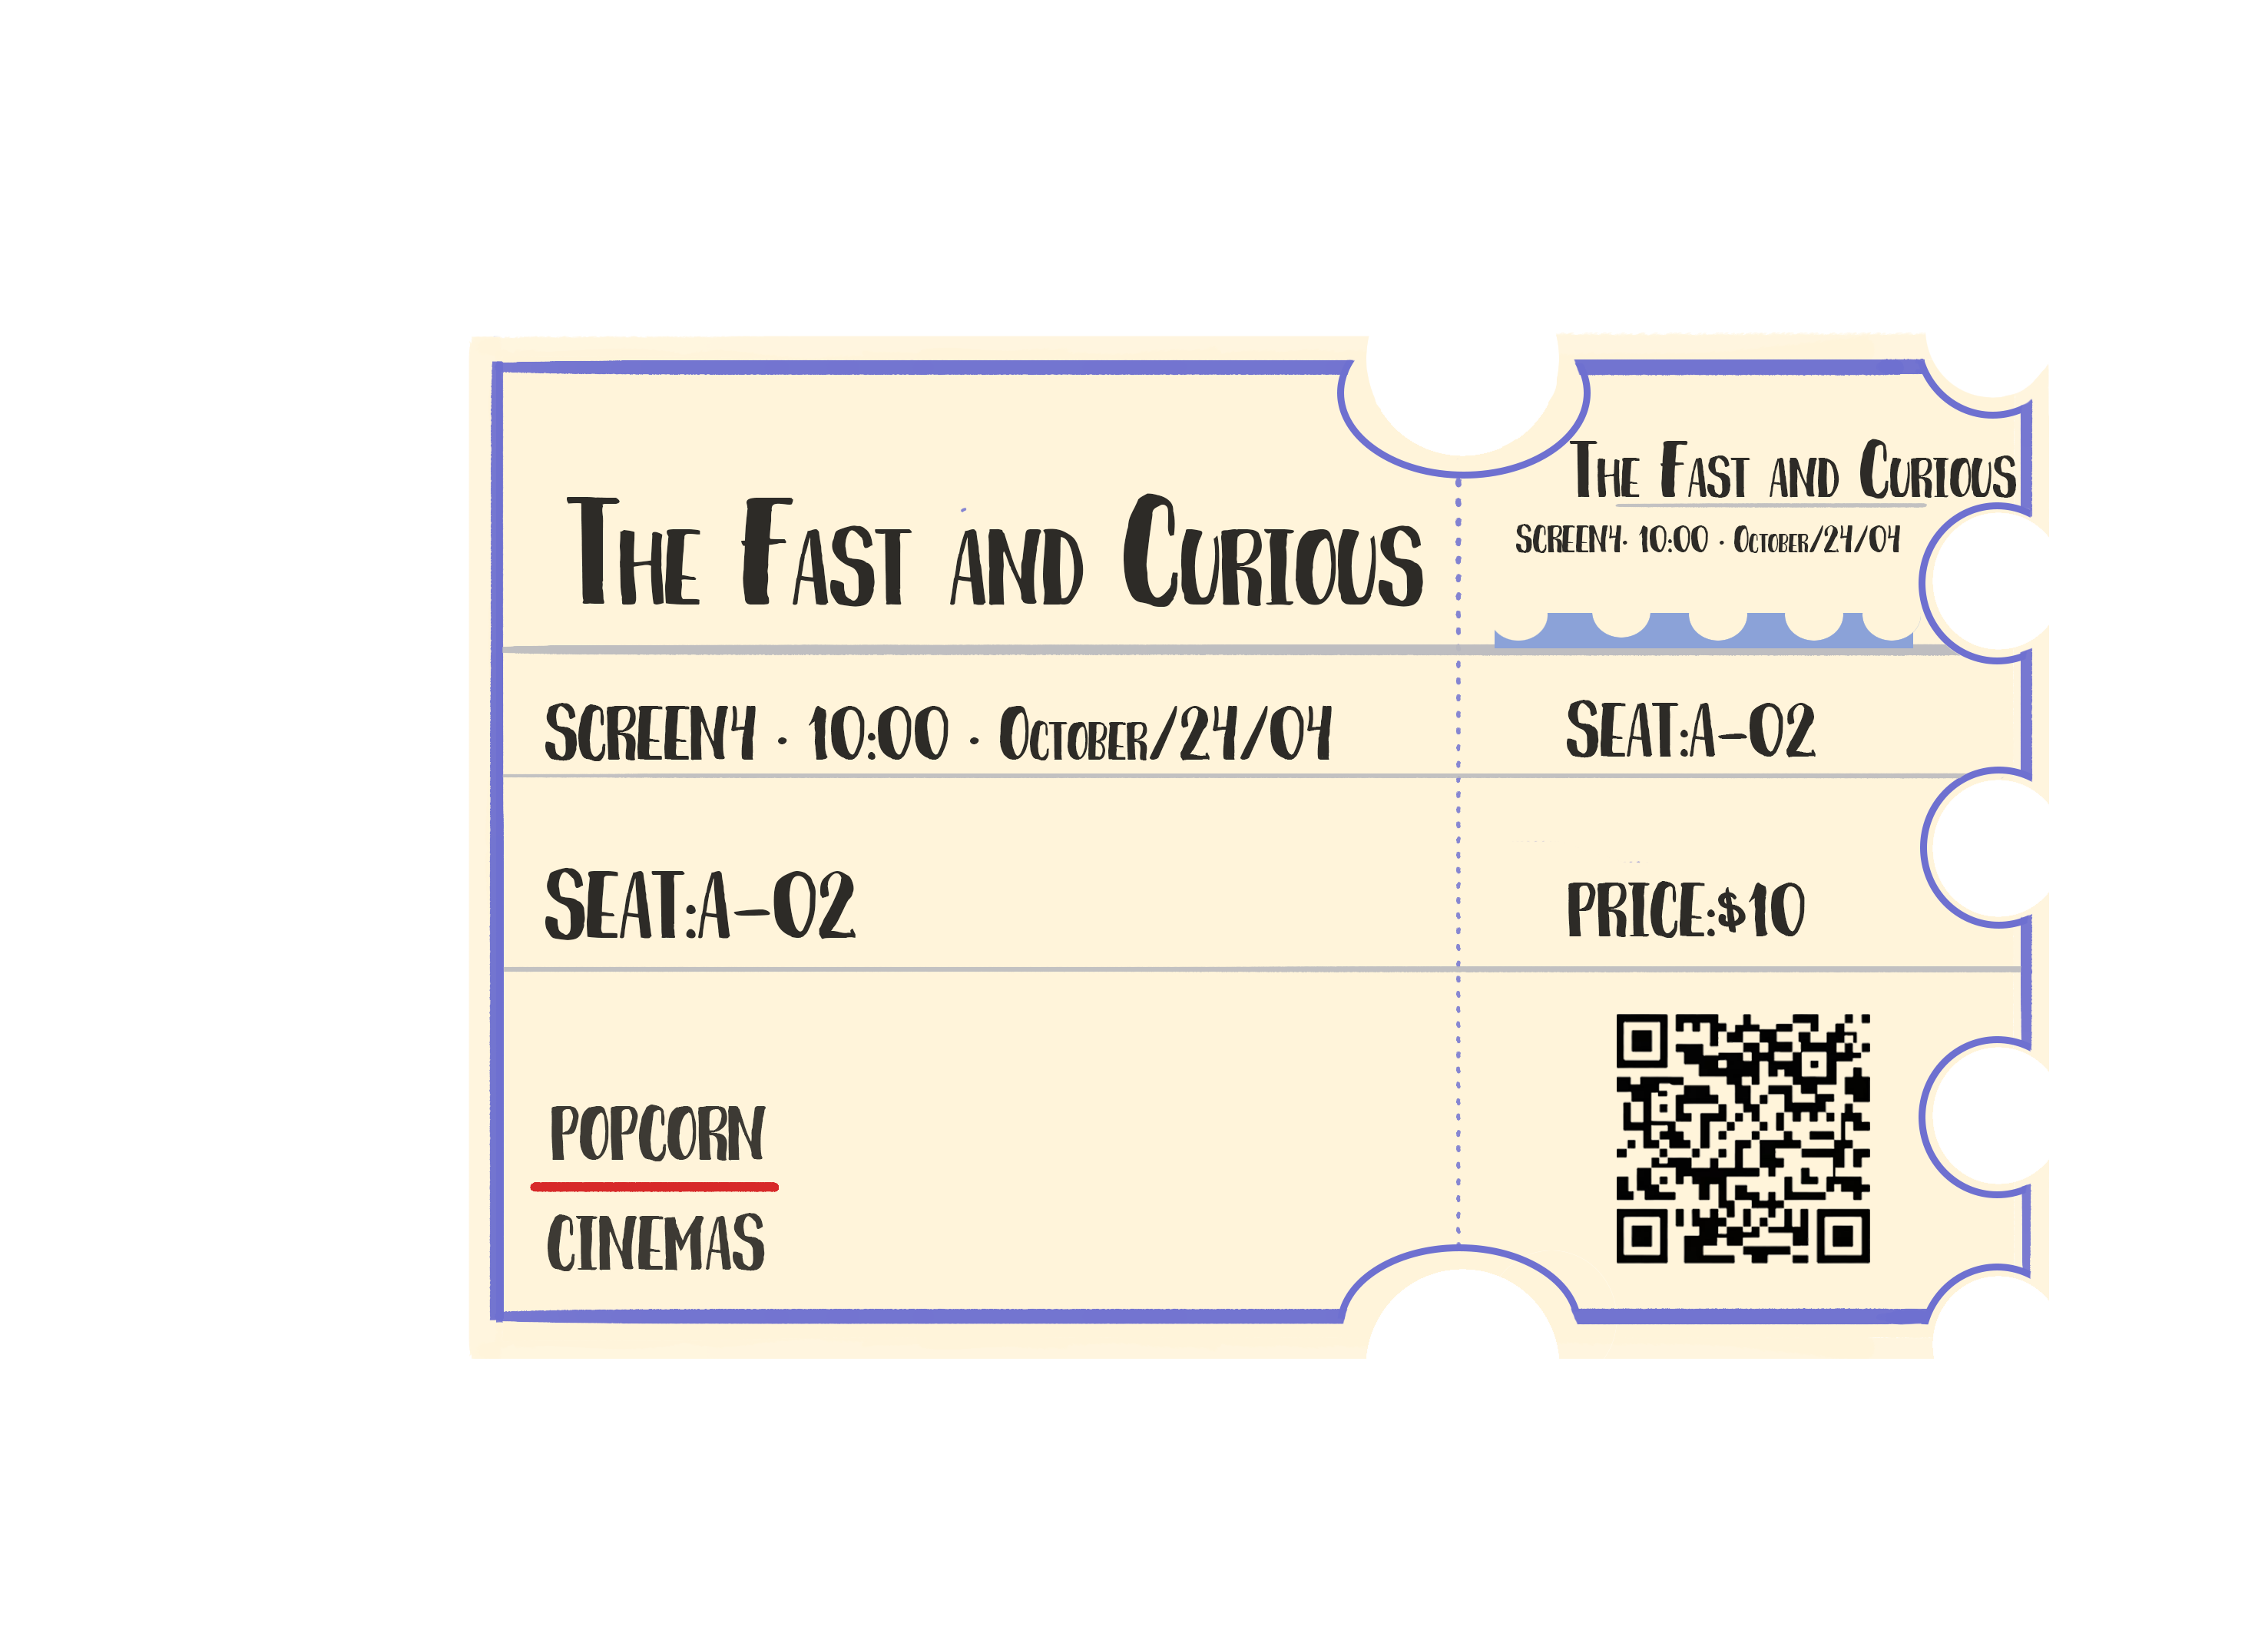 The Fast and Curious
SCREEN4 · 10:00 · October/24/04
SEAT:A-02
POPCORN
CINEMAS
The Fast and Curious
SCREEN4· 10:00 · October/24/04
SEAT:A-02
PRICE:$10